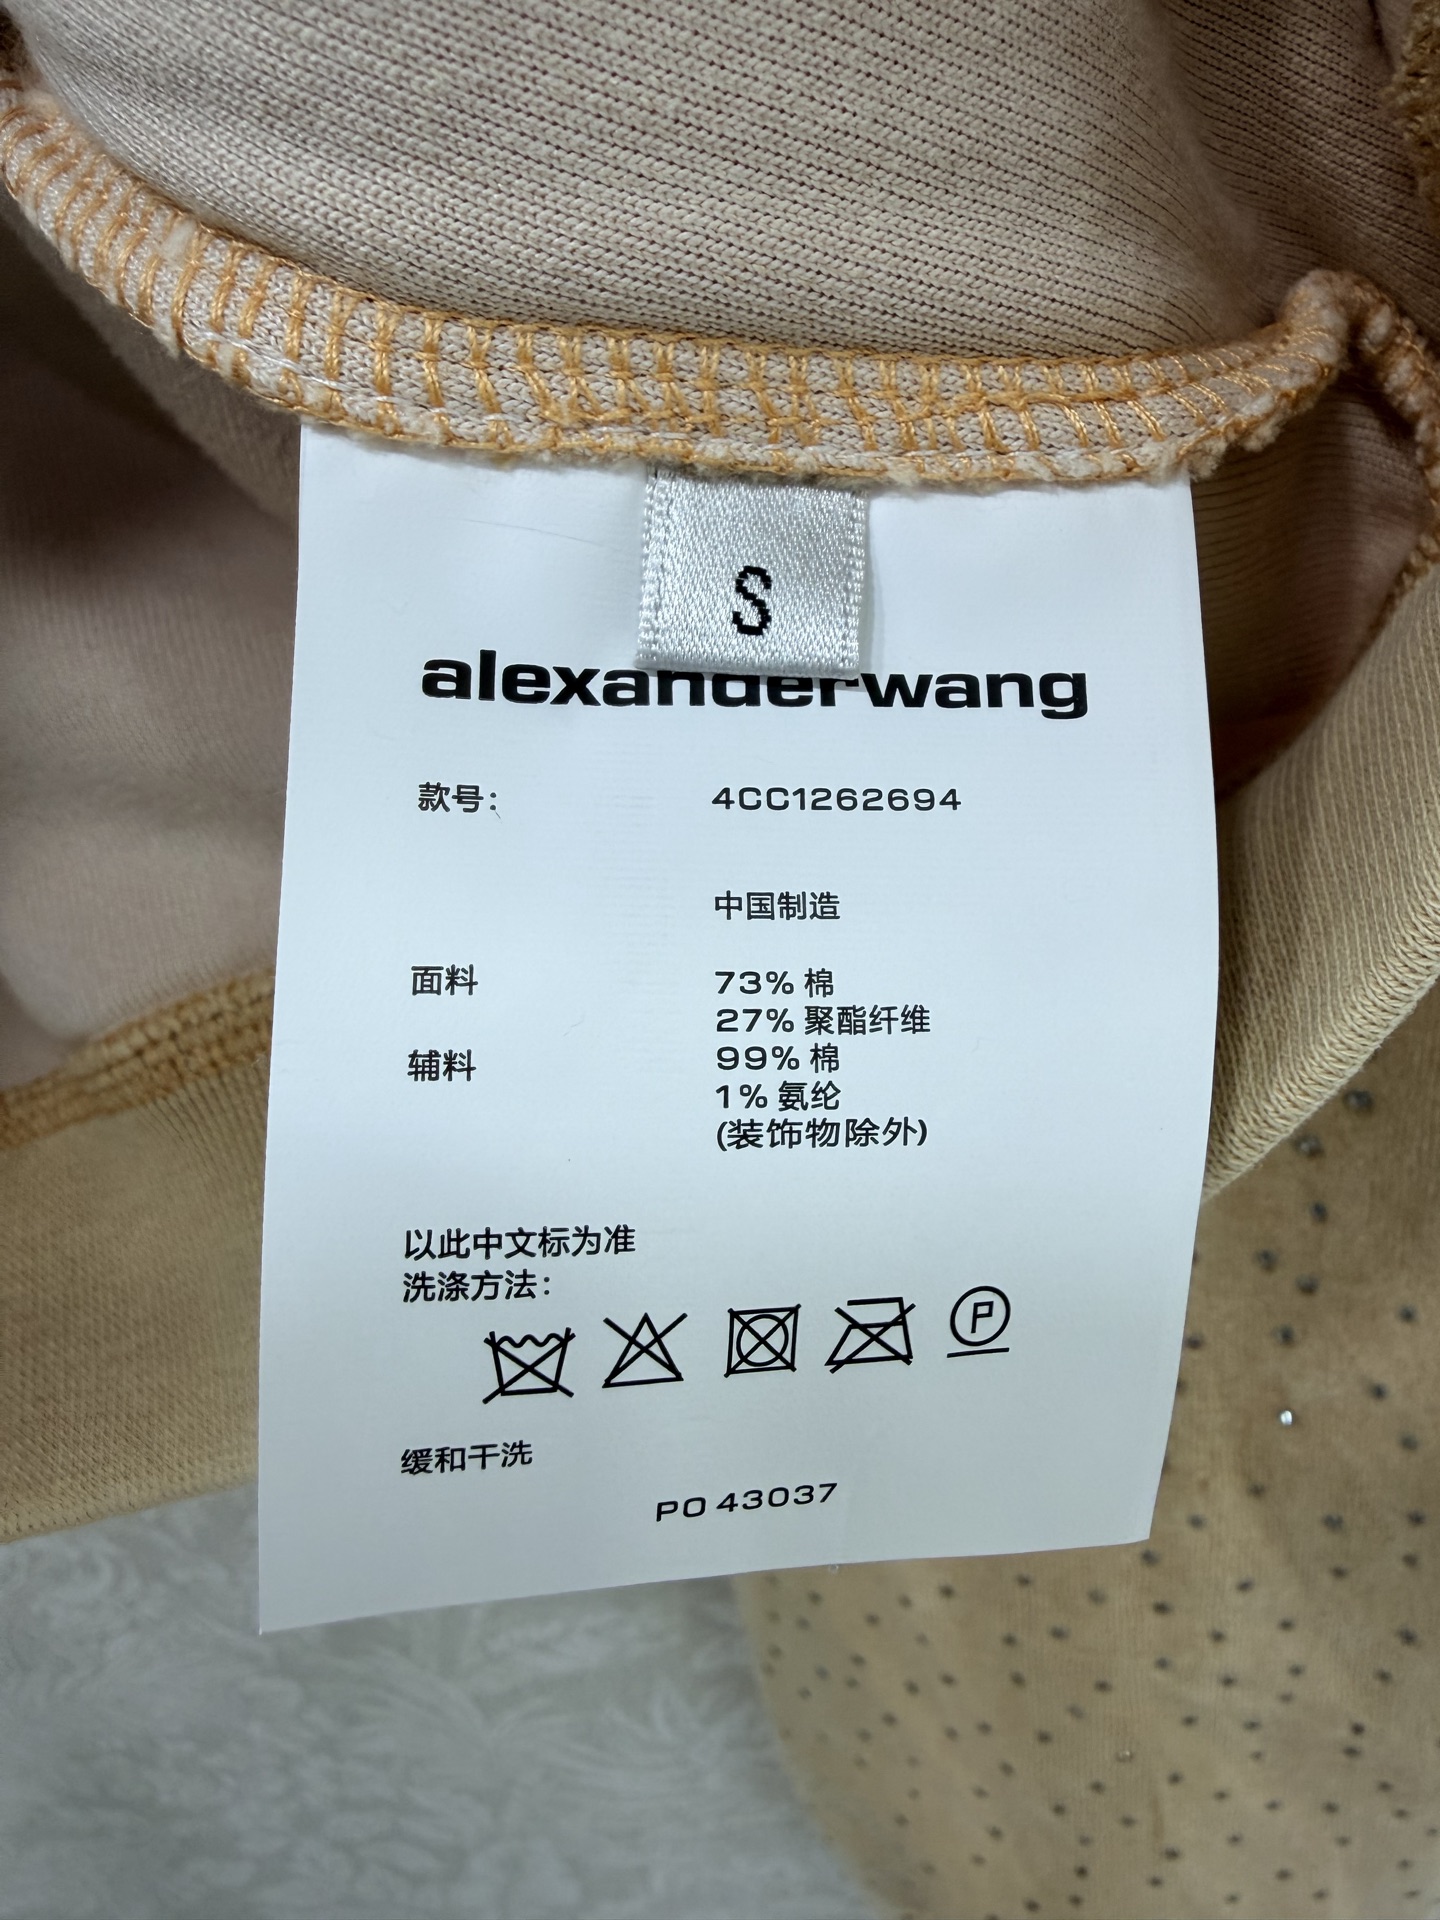 S
alexanderwang
款号: 4CC1262694
中国制造
面料 73% 棉
27% 聚酯纤维
辅料 99% 棉
1% 氨纶
(装饰物除外)
以此中文标为准
洗涤方法:
P
缓和干洗
PO 43037